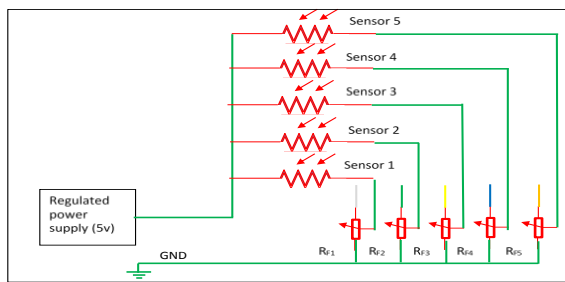 Sensor 5
Sensor 4
Sensor 3
Sensor 2
Sensor 1
Regulated
power
supply (5v)
RF1 RF2 RF3 RF4 RF5
GND